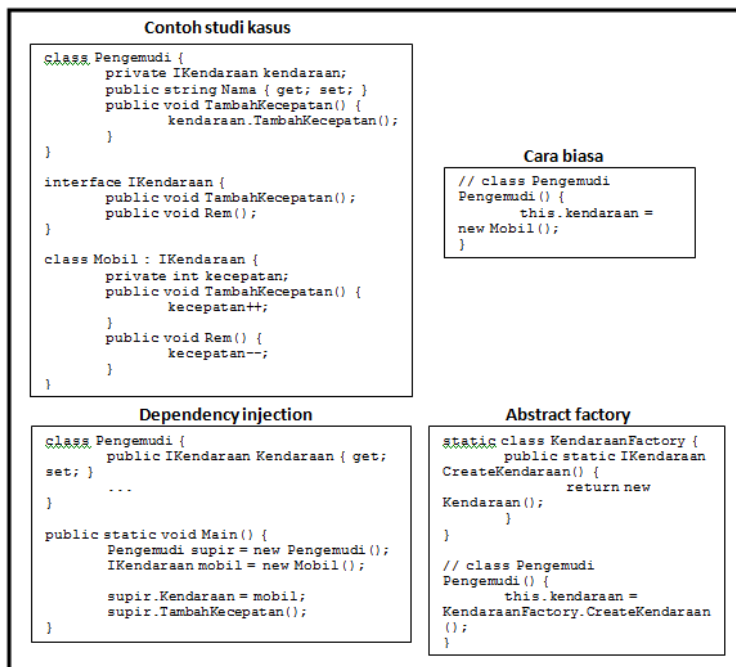 Contoh studi kasus
class Pengemudi {
private IKendaraan kendaraan;
public string Nama { get; set; }
public void TambahKecepatan() {
kendaraan.TambahKecepatan();
}
}
interface IKendaraan {
public void TambahKecepatan();
public void Rem();
}
class Mobil : IKendaraan {
private int kecepatan;
public void TambahKecepatan() {
kecepatan++;
}
public void Rem() {
kecepatan--;
}
}
Cara biasa
// class Pengemudi
Pengemudi() {
this.kendaraan =
new Mobil();
}
Dependency injection
class Pengemudi {
public IKendaraan Kendaraan { get;
set; }
...
}
public static void Main() {
Pengemudi supir = new Pengemudi();
IKendaraan mobil = new Mobil();
supir.Kendaraan = mobil;
supir.TambahKecepatan();
}
Abstract factory
static class KendaraanFactory {
public static IKendaraan
CreateKendaraan() {
return new
Kendaraan();
}
}
// class Pengemudi
Pengemudi() {
this.kendaraan =
KendaraanFactory.CreateKendaraan
();
}